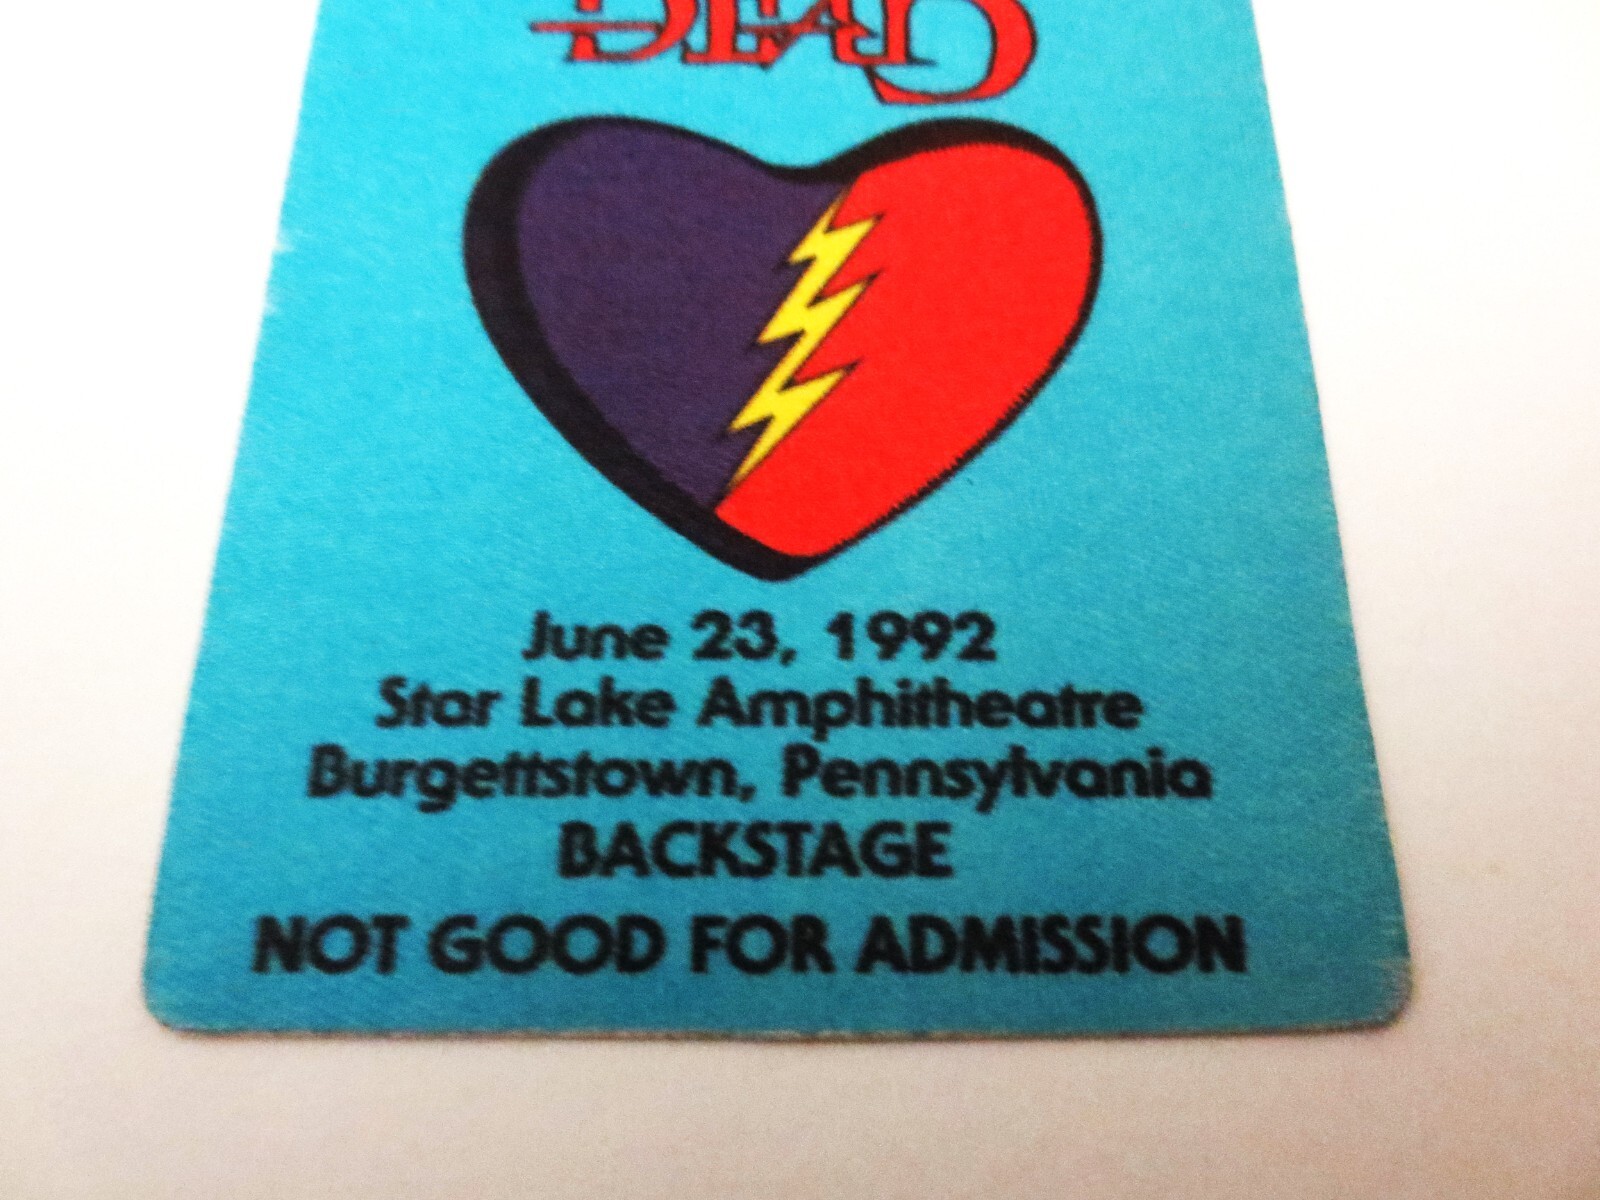 DEAD
June 23, 1992
Star Lake Amphitheatre
Burgettstown, Pennsylvania
BACKSTAGE
NOT GOOD FOR ADMISSION